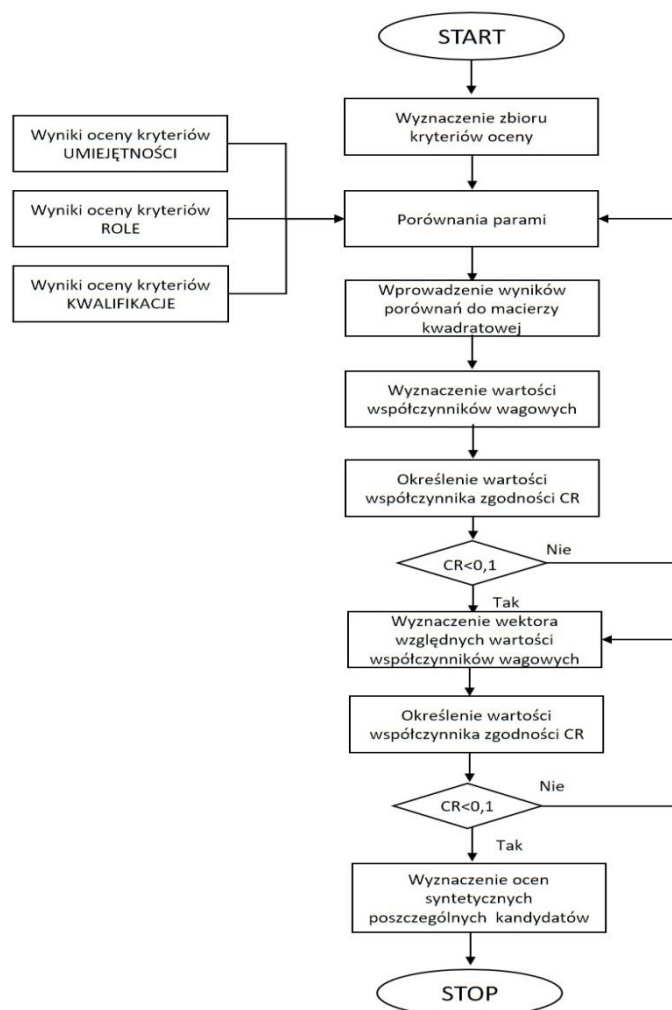 START
Wyznaczenie zbioru
kryteriów oceny
Wyniki oceny kryteriów
UMIEJĘTNOŚCI
Wyniki oceny kryteriów
ROLE
Wyniki oceny kryteriów
KWALIFIKACJE
Porównania parami
Wprowadzenie wyników
porównań do macierzy
kwadratowej
Wyznaczenie wartości
współczynników wagowych
Określenie wartości
współczynnika zgodności CR
CR<0,1
Nie
Tak
Wyznaczenie wektora
względnych wartości
współczynników wagowych
Określenie wartości
współczynnika zgodności CR
CR<0,1
Nie
Tak
Wyznaczenie ocen
syntetycznych
poszczególnych kandydatów
STOP